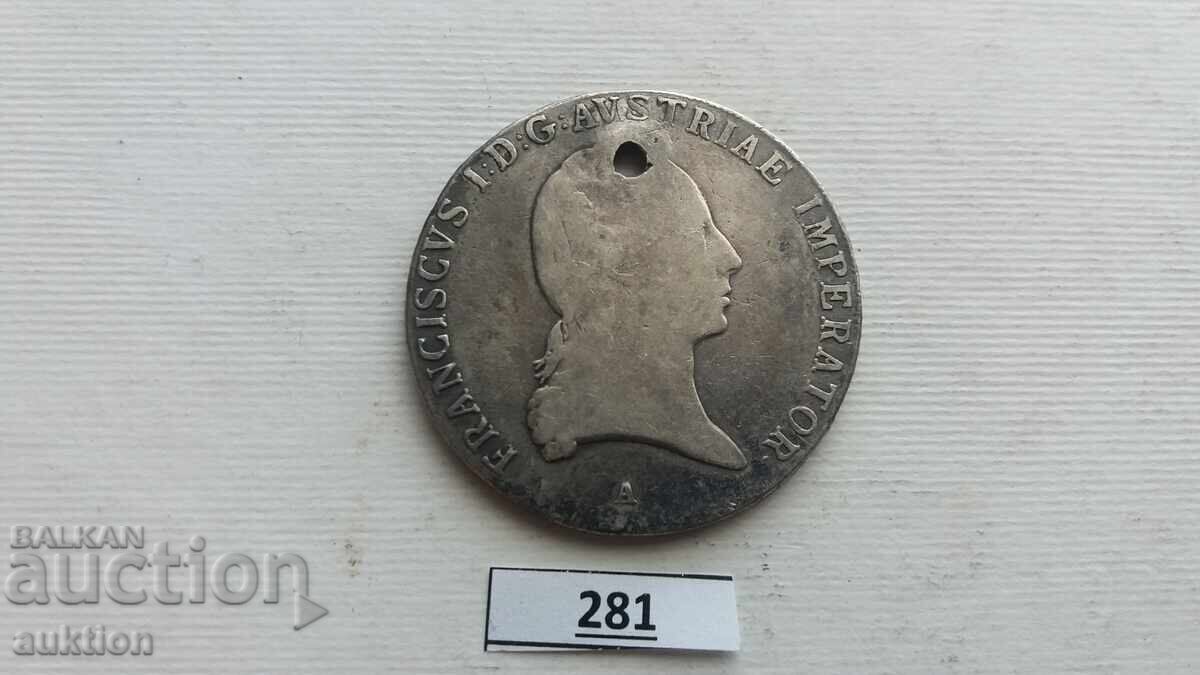 FRANCISCVS I:D:G:AVSTRIAE IMPERATOR·
A
281
BALKAN
auction
auktion